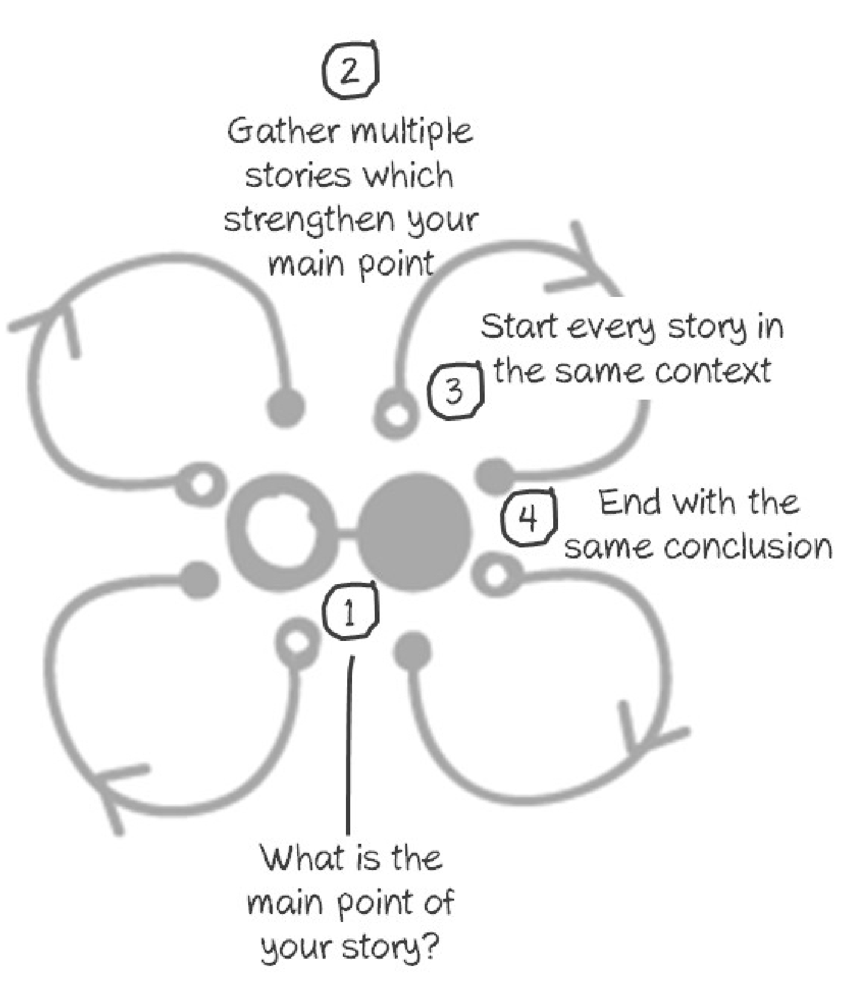 2
Gather multiple
stories which
strengthen your
main point
Start every story in
3
the same context
4
End with the
same conclusion
1
What is the
main point of
your story?